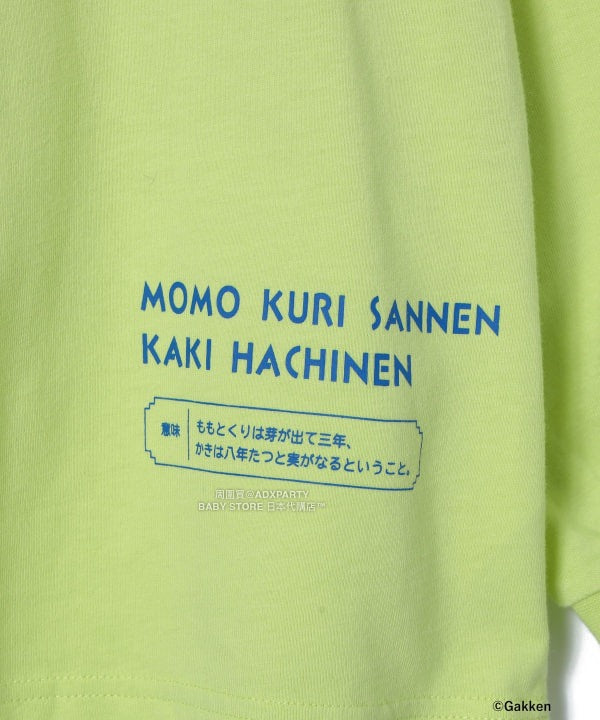 MOMO KURI SANNEN
KAKI HACHINEN
意味
ももとくりは芽が出て三年、
かきは八年たつと実がなるということ。
周圍買@ADXPARTY
BABY STORE 日本代購店™
©Gakken